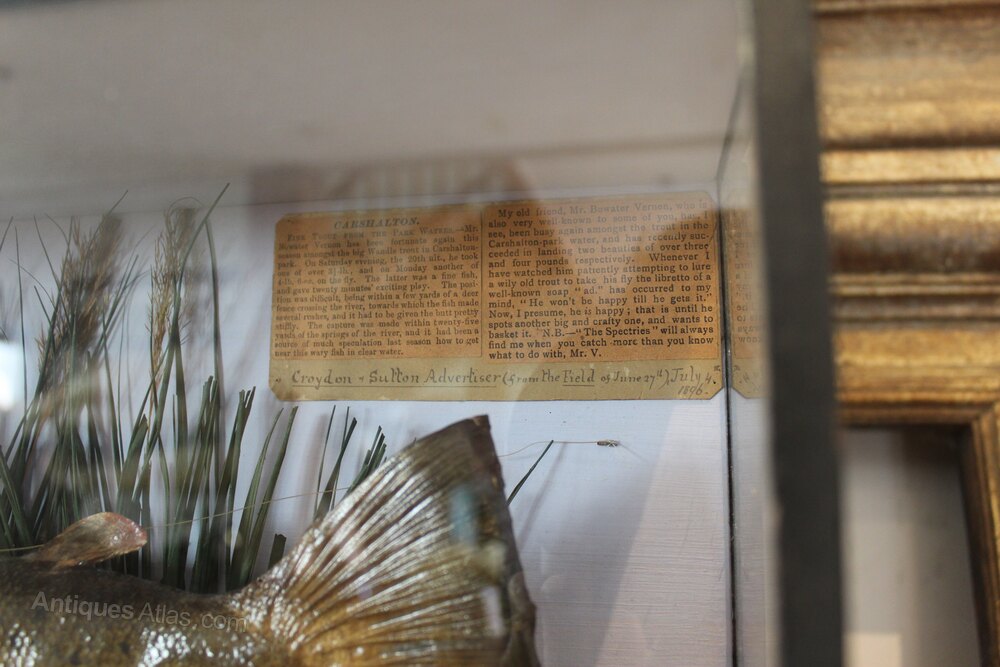 CARSHALTON.
FINE TROUT FROM THE PARK WATER.—Mr.
Bowater Vernon has been fortunate again this
season amongst the big Wandle trout in Carshalton-
park. On Saturday evening, the 20th ult., he took
one of over on the fly, and on Monday another of
on the fly. The latter was a fine fish,
and gave twenty minutes' exciting play. The posi-
tion was difficult, being within a few yards of a deer
fence crossing the river, towards which the fish made
several rushes, and it had to be given the butt pretty
stiffly. The capture was made within twenty-five
yards of the springs of the river, and it had been a
source of much speculation last season how to get
near this wary fish in clear water.
My old friend, Mr. Bowater Vernon, who is
also very well-known to some of you, has, I
see, been busy again amongst the trout in the
Carshalton-park water, and has recently suc-
ceeded in landing two beauties of over three
and four pounds respectively. Whenever I
have watched him patiently attempting to lure
a wily old trout to take his fly the libretto of a
well-known soap "ad." has occurred to my
mind, "He won't be happy till he gets it."
Now, I presume, he is happy; that is until he
spots another big and crafty one, and wants to
basket it. N.B.—"The Spectries" will always
find me when you catch more than you know
what to do with, Mr. V.
Croydon & Sutton Advertiser (from the Field of June 27th), July 4.
1896.
Antiques Atlas.com